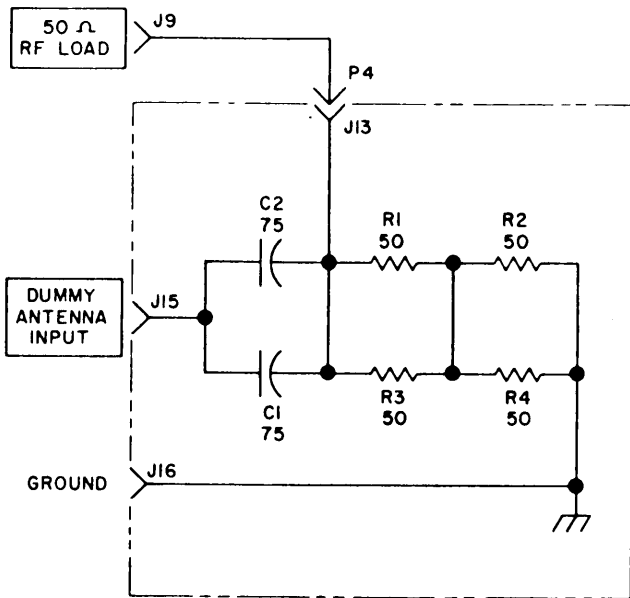 50 Ω
RF LOAD
J9
P4
J13
C2
75
R1
50
R2
50
DUMMY
ANTENNA
INPUT
J15
C1
75
R3
50
R4
50
GROUND
J16